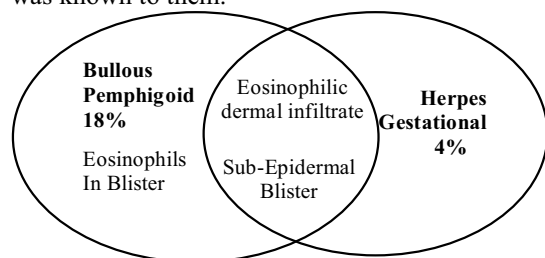 was known to them.
Bullous
Pemphigoid
18%
Eosinophils
In Blister
Eosinophilic
dermal infiltrate
Sub-Epidermal
Blister
Herpes
Gestational
4%